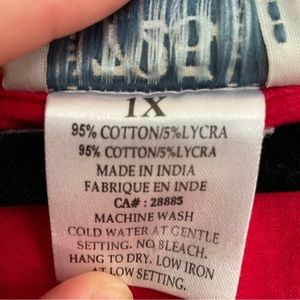 1X
95% COTTON/5%LYCRA
95% COTTON/5%LYCRA
MADE IN INDIA
FABRIQUE EN INDE
CA# : 28885
MACHINE WASH
COLD WATER AT GENTLE
SETTING. NO BLEACH.
HANG TO DRY. LOW IRON
AT LOW SETTING.